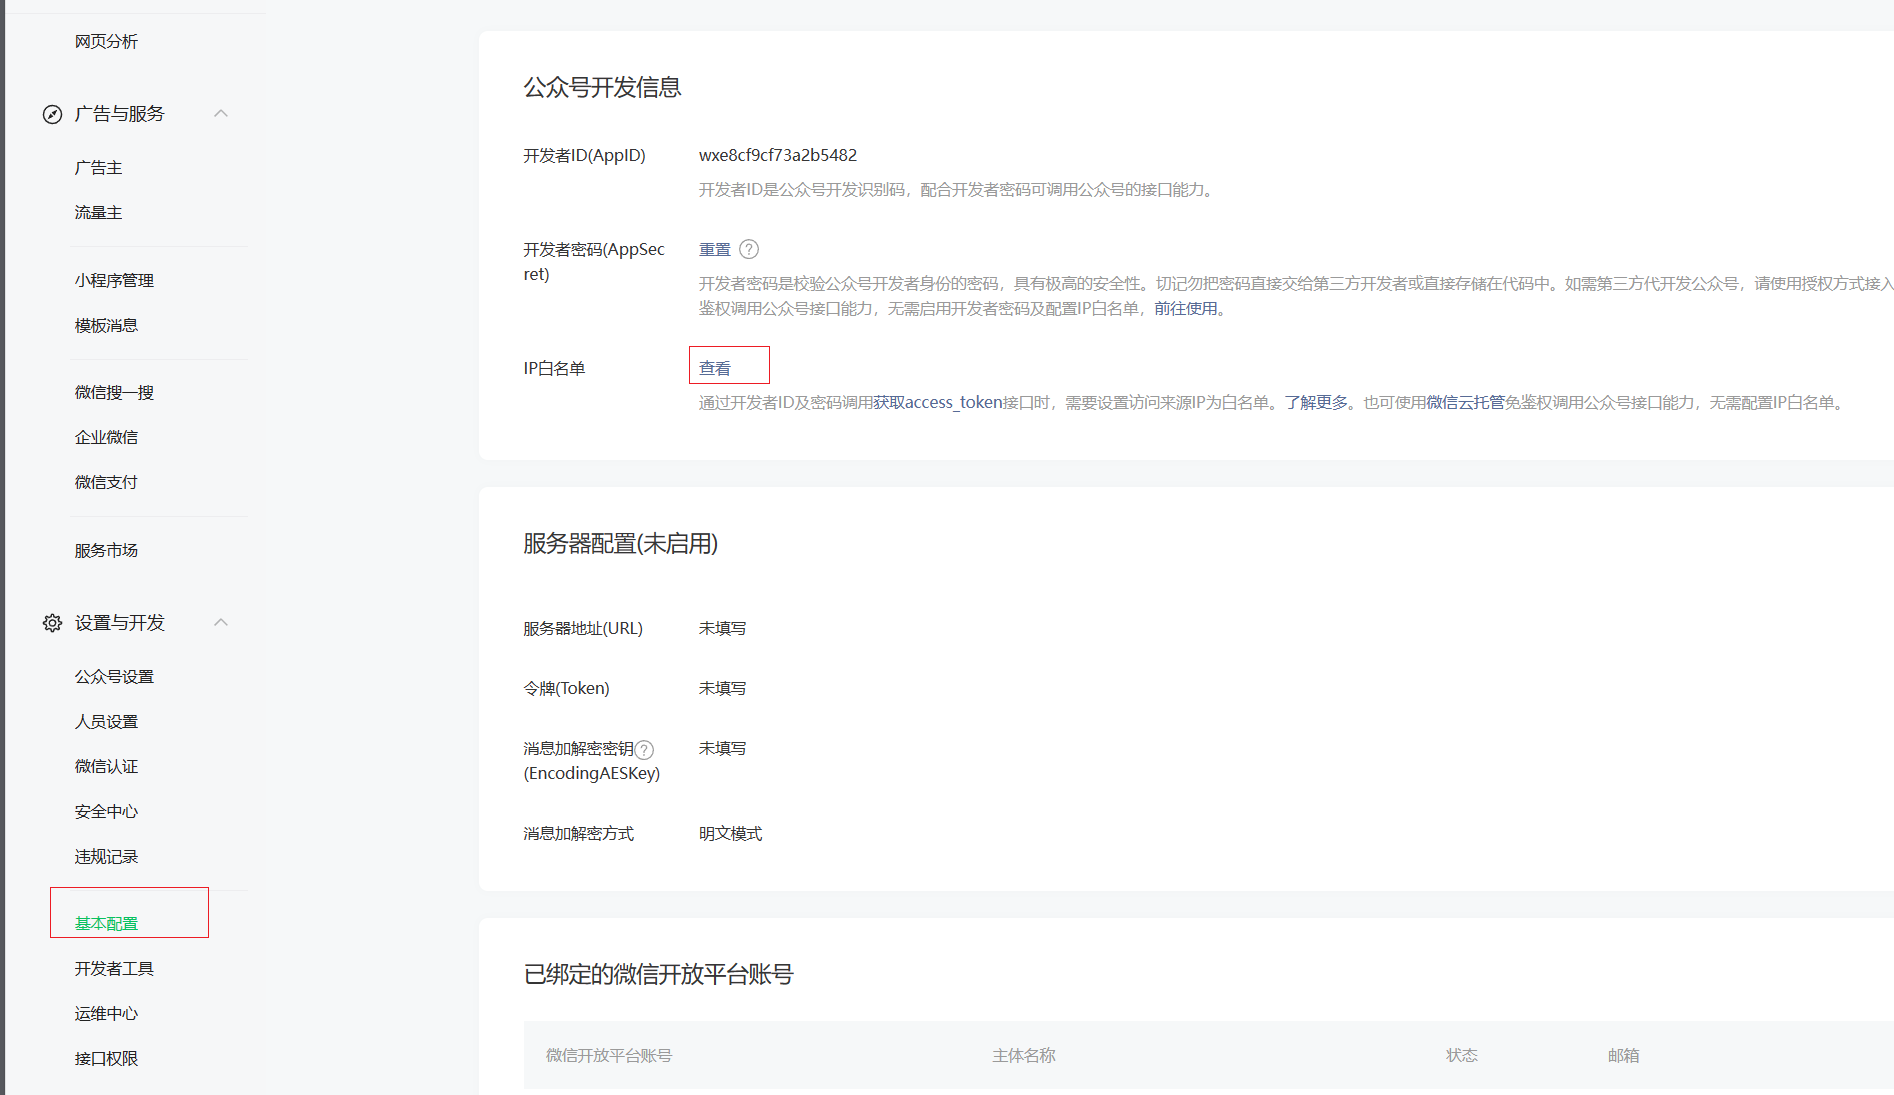 网页分析
广告与服务
广告主
流量主
小程序管理
模板消息
微信搜一搜
企业微信
微信支付
服务市场
设置与开发
公众号设置
人员设置
微信认证
安全中心
违规记录
基本配置
开发者工具
运维中心
接口权限
公众号开发信息
开发者ID(AppID)
wxe8cf9cf73a2b5482
开发者ID是公众号开发识别码，配合开发者密码可调用公众号的接口能力。
开发者密码(AppSec
ret)
重置 ?
开发者密码是校验公众号开发者身份的密码，具有极高的安全性。切记勿把密码直接交给第三方开发者或直接存储在代码中。如需第三方代开发公众号，请使用授权方式接入
鉴权调用公众号接口能力，无需启用开发者密码及配置IP白名单，前往使用。
IP白名单
查看
通过开发者ID及密码调用获取access_token接口时，需要设置访问来源IP为白名单。了解更多。也可使用微信云托管免鉴权调用公众号接口能力，无需配置IP白名单。
服务器配置(未启用)
服务器地址(URL)
未填写
令牌(Token)
未填写
消息加解密密钥?
(EncodingAESKey)
未填写
消息加解密方式
明文模式
已绑定的微信开放平台账号
微信开放平台账号
主体名称
状态
邮箱